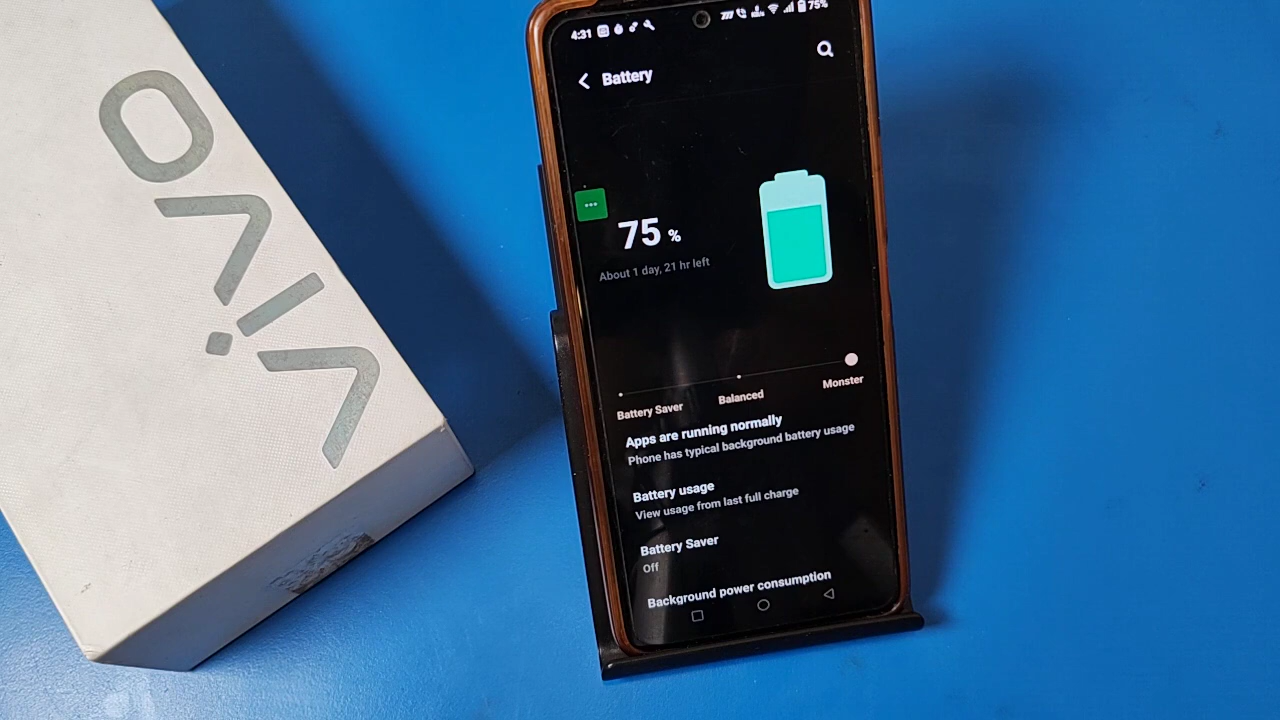 vivo
4:31
75%
Battery
75 %
About 1 day, 21 hr left
Battery Saver
Balanced
Monster
Apps are running normally
Phone has typical background battery usage
Battery usage
View usage from last full charge
Battery Saver
Off
Background power consumption